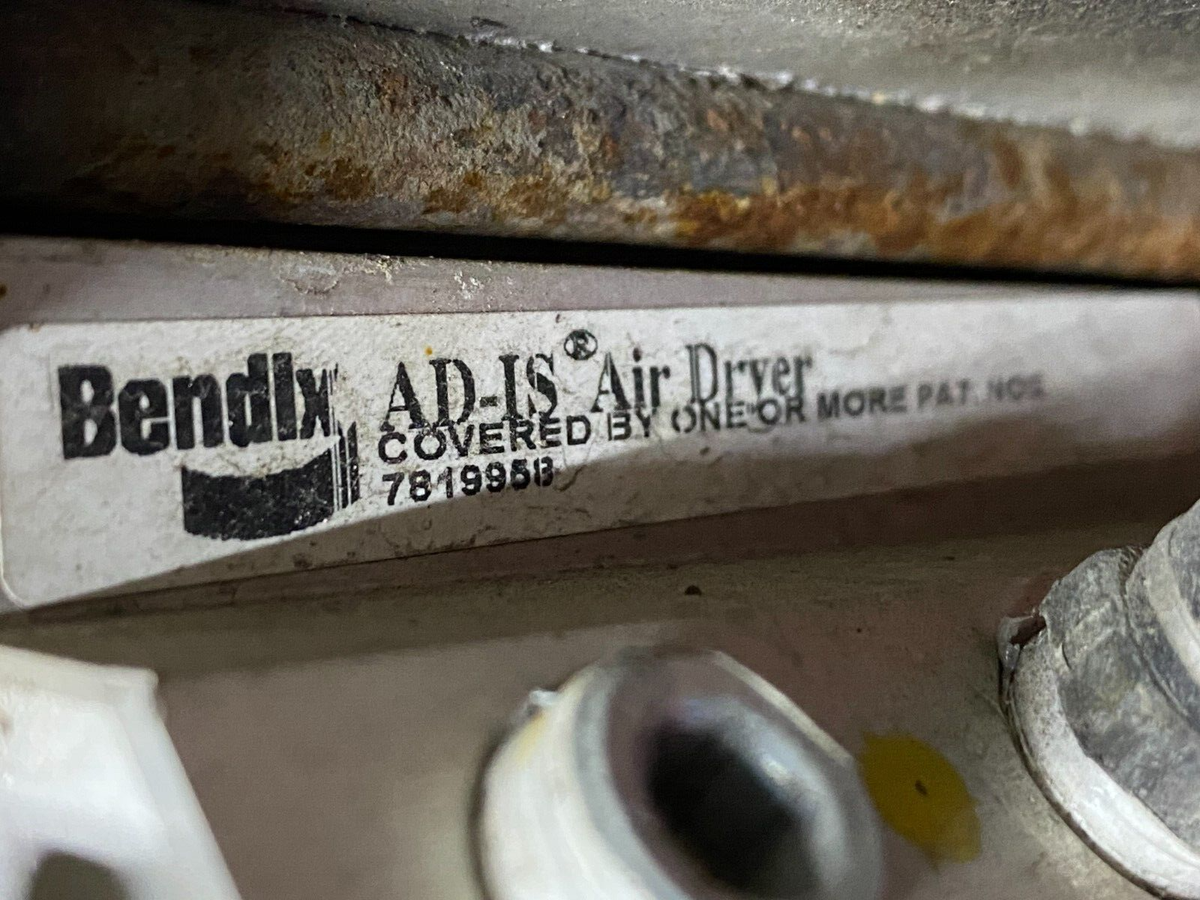 Bendix AD-IS® Air Dryer
COVERED BY ONE OR MORE PAT. NOS
7819958